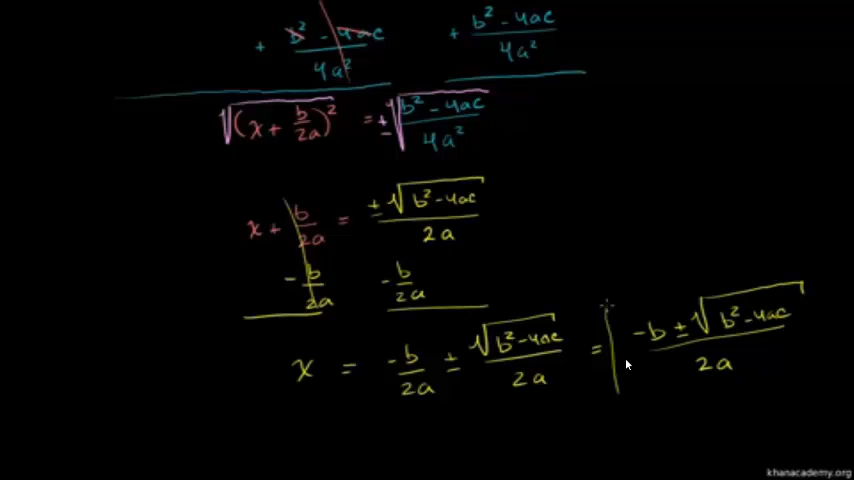 + b² - 4ac / 4a²    + b² - 4ac / 4a²
√(x + b/2a)² = ±√b² - 4ac / 4a²
x + b/2a = ±√b²-4ac / 2a
- b/2a    - b/2a
x = -b/2a ± √b²-4ac / 2a = -b ± √b²-4ac / 2a
khanacademy.org